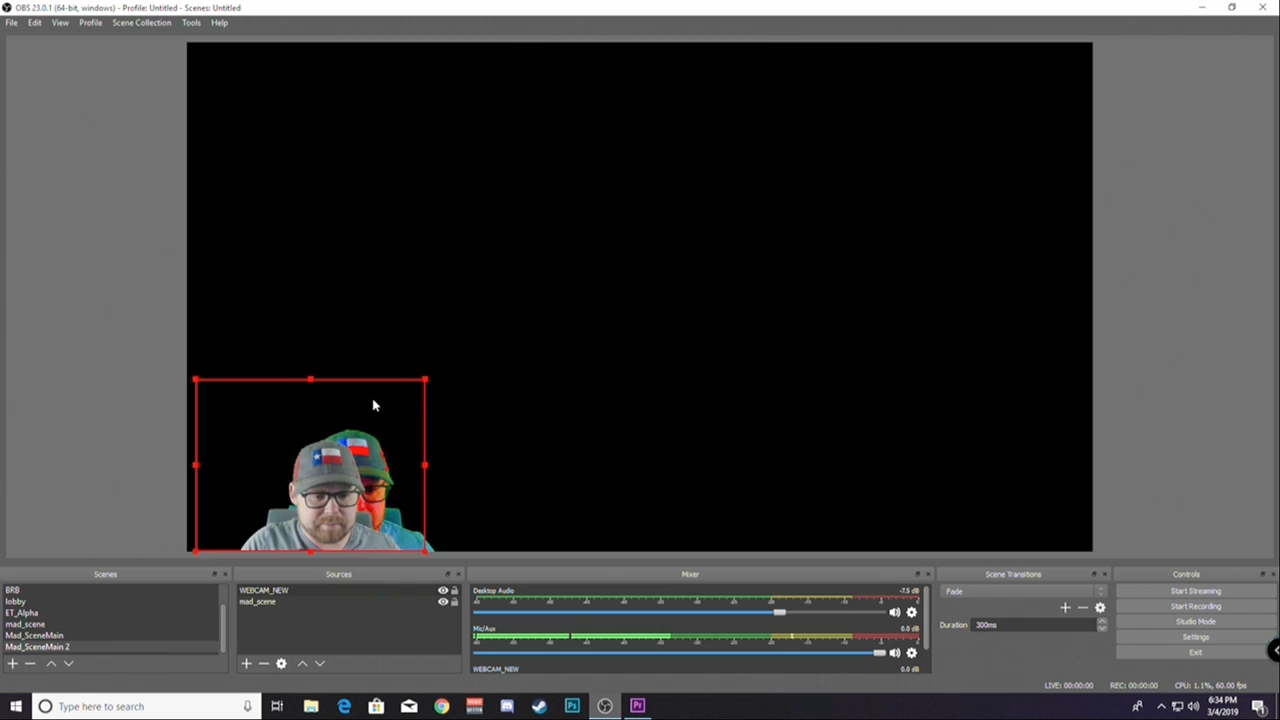 OBS 23.0.1 (64-bit, windows) - Profile: Untitled - Scenes: Untitled
File Edit View Profile Scene Collection Tools Help
Scenes
BRB
lobby
ET_Alpha
mad_scene
Mad_SceneMain
Mad_SceneMain 2
Sources
WEBCAM_NEW
mad_scene
Mixer
Desktop Audio -7.5 dB
Mic/Aux 0.0 dB
WEBCAM_NEW 0.0 dB
Scene Transitions
Fade
Duration 300ms
Controls
Start Streaming
Start Recording
Studio Mode
Settings
Exit
LIVE: 00:00:00 REC: 00:00:00 CPU: 1.1%, 60.00 fps
Type here to search
Ps
Pr
6:34 PM
3/4/2019